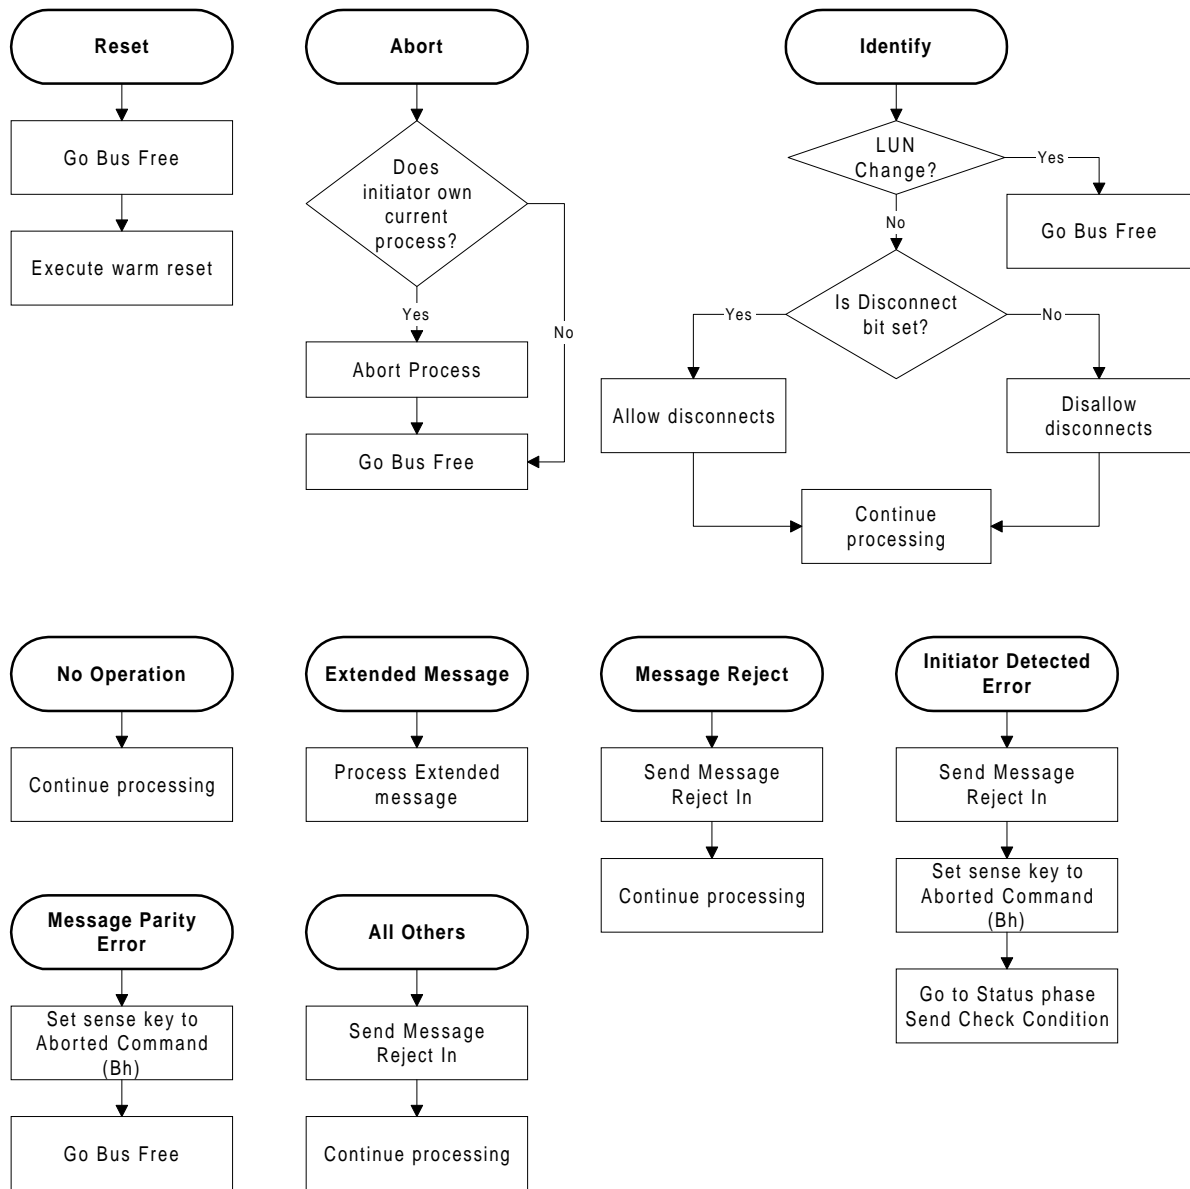 Reset
Go Bus Free
Execute warm reset
Abort
Does
initiator own
current
process?
Yes
No
Abort Process
Go Bus Free
Identify
LUN
Change?
Yes
No
Go Bus Free
Is Disconnect
bit set?
Yes
No
Allow disconnects
Disallow
disconnects
Continue
processing
No Operation
Continue processing
Extended Message
Process Extended
message
Message Reject
Send Message
Reject In
Continue processing
Initiator Detected
Error
Send Message
Reject In
Set sense key to
Aborted Command
(Bh)
Go to Status phase
Send Check Condition
Message Parity
Error
Set sense key to
Aborted Command
(Bh)
Go Bus Free
All Others
Send Message
Reject In
Continue processing